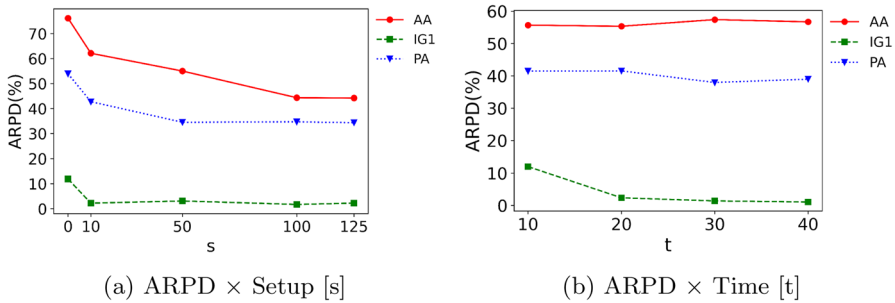 AA
IG1
PA
ARPD(%)
70
60
50
40
30
20
10
0
0 10 50 100 125
s
(a) ARPD × Setup [s]
AA
IG1
PA
ARPD(%)
60
50
40
30
20
10
0
10 20 30 40
t
(b) ARPD × Time [t]